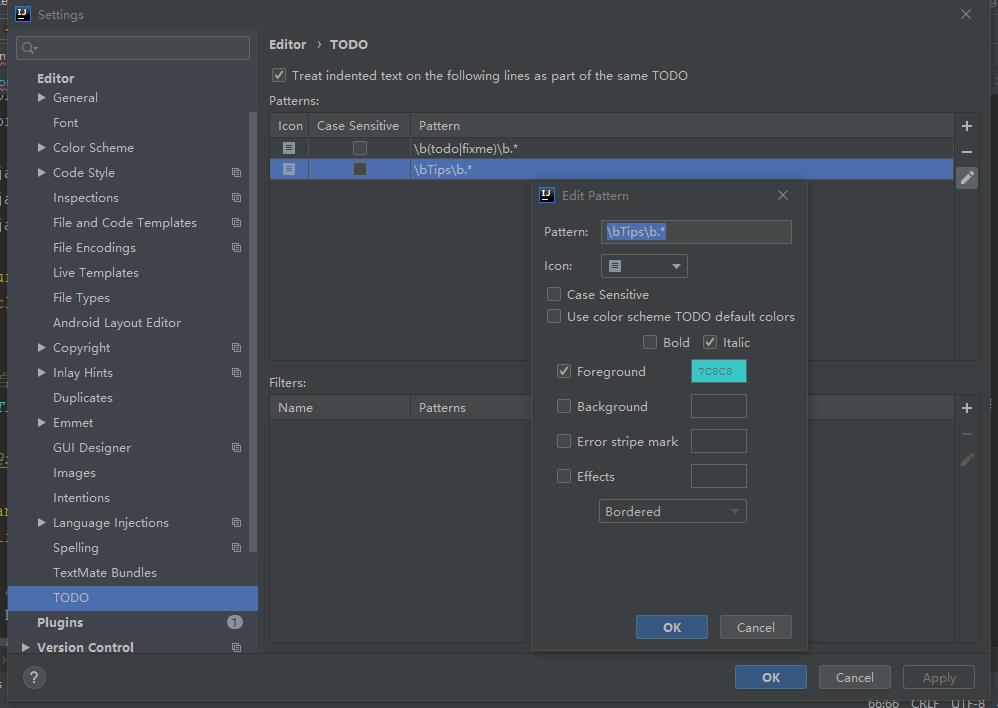 Settings
Editor › TODO
Treat indented text on the following lines as part of the same TODO
Patterns:
Icon Case Sensitive Pattern
\b(todo|fixme)\b.*
\bTips\b.*
Editor
General
Font
Color Scheme
Code Style
Inspections
File and Code Templates
File Encodings
Live Templates
File Types
Android Layout Editor
Copyright
Inlay Hints
Duplicates
Emmet
GUI Designer
Images
Intentions
Language Injections
Spelling
TextMate Bundles
TODO
Plugins 1
Version Control
Edit Pattern
Pattern: \bTips\b.*
Icon:
Case Sensitive
Use color scheme TODO default colors
Bold Italic
Foreground 7C8C8
Background
Error stripe mark
Effects
Bordered
OK Cancel
Filters:
Name Patterns
?
OK Cancel Apply
66:66 CRLF UTF-8